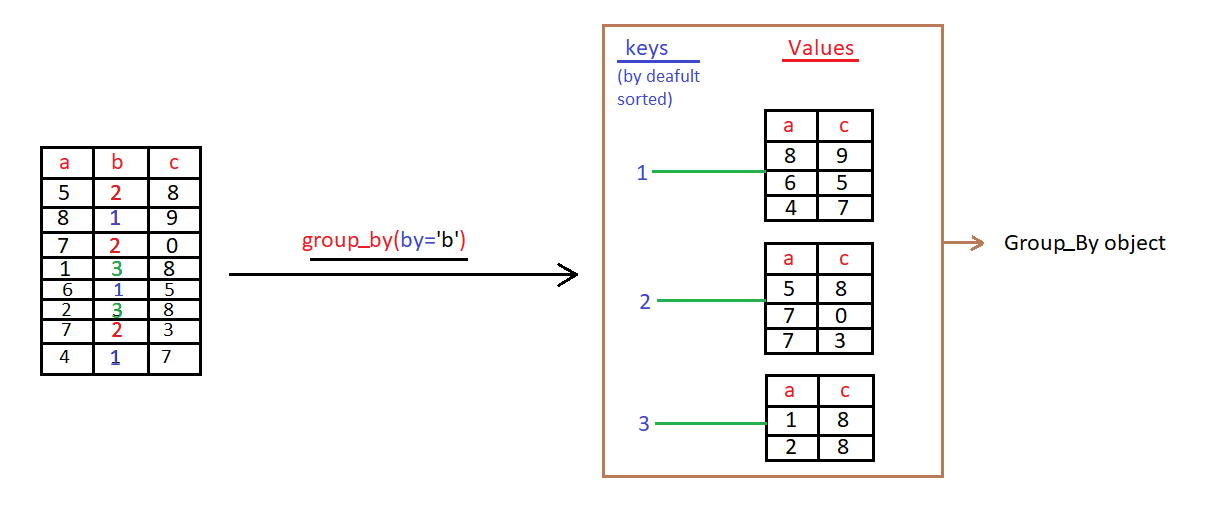 a b c
5 2 8
8 1 9
7 2 0
1 3 8
6 1 5
2 3 8
7 2 3
4 1 7
group_by(by='b')
keys
(by deafult
sorted)
Values
1
a c
8 9
6 5
4 7
2
a c
5 8
7 0
7 3
3
a c
1 8
2 8
Group_By object